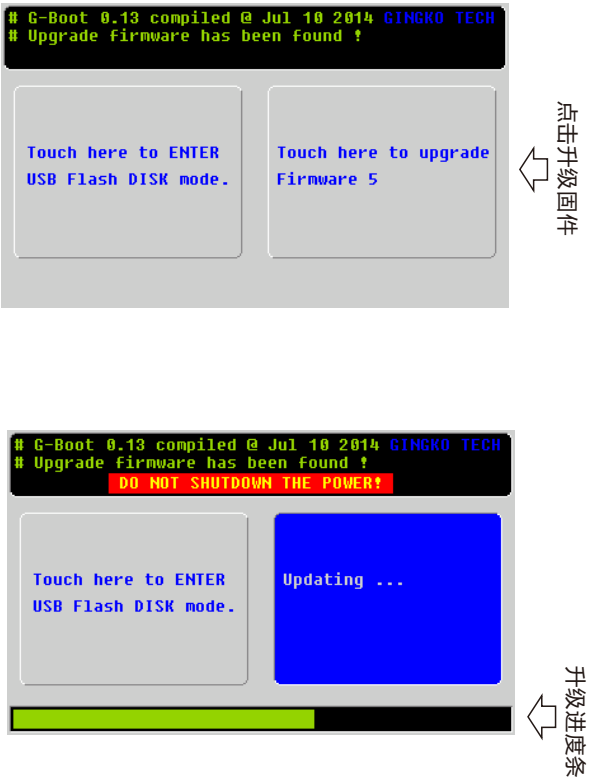 # G-Boot 0.13 compiled @ Jul 10 2014 GINGKO TECH
# Upgrade firmware has been found !
Touch here to ENTER
USB Flash DISK mode.
Touch here to upgrade
Firmware 5
点击升级固件
# G-Boot 0.13 compiled @ Jul 10 2014 GINGKO TECH
# Upgrade firmware has been found !
DO NOT SHUTDOWN THE POWER!
Touch here to ENTER
USB Flash DISK mode.
Updating ...
升级进度条